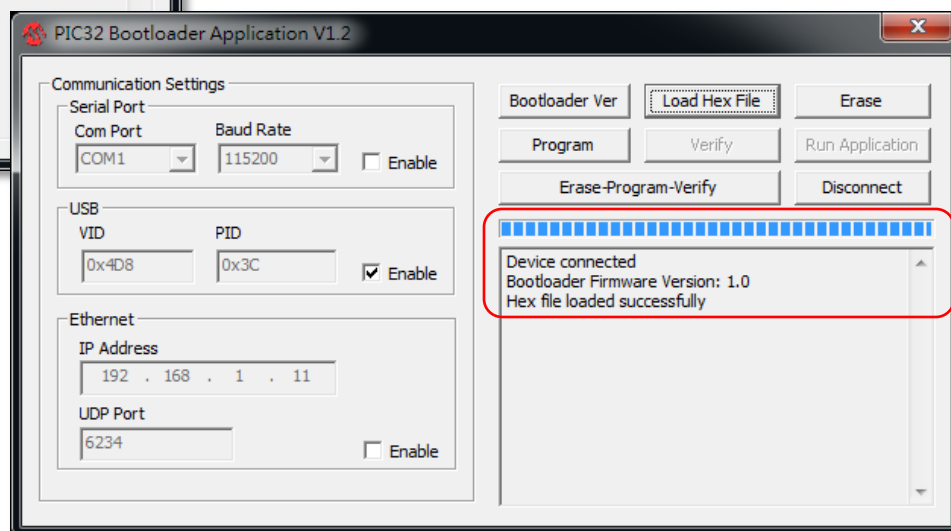 PIC32 Bootloader Application V1.2
Communication Settings
Serial Port
Com Port Baud Rate
COM1 115200 Enable
USB
VID PID
0x4D8 0x3C Enable
Ethernet
IP Address
192 . 168 . 1 . 11
UDP Port
6234 Enable
Bootloader Ver Load Hex File Erase
Program Verify Run Application
Erase-Program-Verify Disconnect
Device connected
Bootloader Firmware Version: 1.0
Hex file loaded successfully